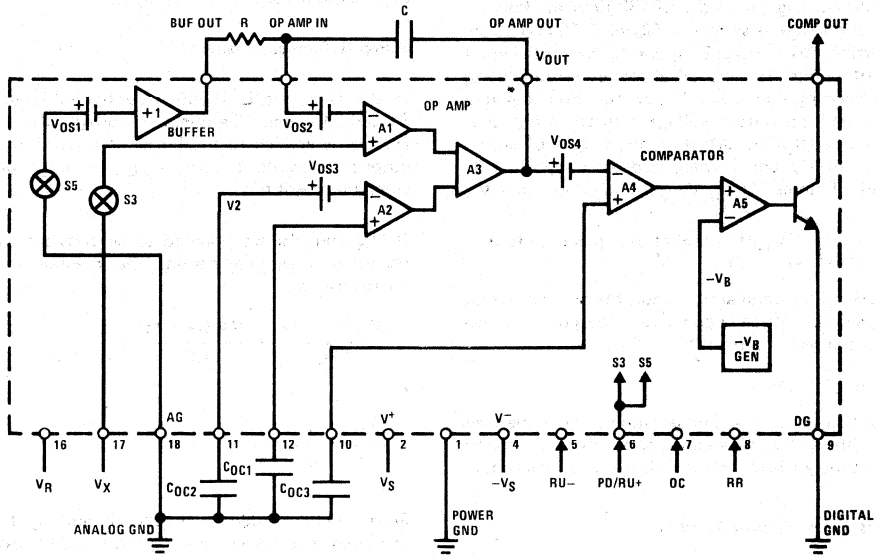 C
BUF OUT R OP AMP IN OP AMP OUT COMP OUT
VOUT
+ + OP AMP
+1 − A1 VOS4
VOS1 BUFFER VOS2 + + COMPARATOR
A3 − A4 + A5
S5 VOS3 + −
S3 + − A2
V2 +
−VB
−VB
GEN
S3 S5
AG V+ V− DG
16 17 18 11 12 10 2 1 4 5 6 7 8 9
VR VX COC2 COC1 COC3 VS −VS RU− PD/RU+ OC RR
ANALOG GND POWER
GND DIGITAL
GND